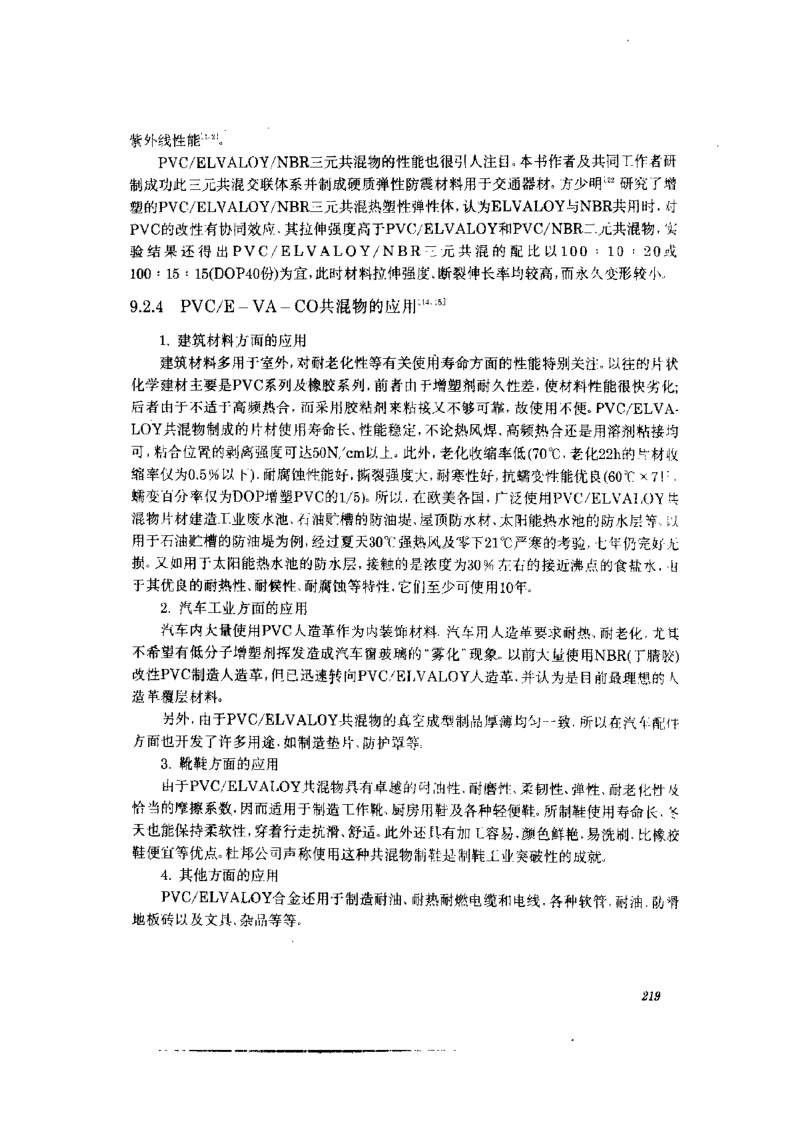 紫外线性能[1,2]。
PVC/ELVALOY/NBR三元共混物的性能也很引人注目。本书作者及共同工作者研
制成功此三元共混交联体系并制成硬质弹性防震材料用于交通器材。方少明[22]研究了增
塑的PVC/ELVALOY/NBR三元共混热塑性弹性体，认为ELVALOY与NBR共用时，对
PVC的改性有协同效应，其拉伸强度高于PVC/ELVALOY和PVC/NBR二元共混物，实
验结果还得出PVC/ELVALOY/NBR三元共混的配比以100：10：20或
100：15：15(DOP40份)为宜，此时材料拉伸强度、断裂伸长率均较高，而永久变形较小。
9.2.4 PVC/E－VA－CO共混物的应用[14,15]
1. 建筑材料方面的应用
建筑材料多用于室外，对耐老化性等有关使用寿命方面的性能特别关注。以往的片状
化学建材主要是PVC系列及橡胶系列，前者由于增塑剂耐久性差，使材料性能很快劣化；
后者由于不适于高频热合，而采用胶粘剂来粘接又不够可靠，故使用不便。PVC/ELVA-
LOY共混物制成的片材使用寿命长、性能稳定，不论热风焊、高频热合还是用溶剂粘接均
可，粘合位置的剥离强度可达50N/cm以上。此外，老化收缩率低(70℃，老化22h的片材收
缩率仅为0.5%以下)，耐腐蚀性能好，撕裂强度大，耐寒性好，抗蠕变性能优良(60℃×7
蠕变百分率仅为DOP增塑PVC的1/5)。所以，在欧美各国，广泛使用PVC/ELVALOY共
混物片材建造工业废水池、石油贮槽的防油堤、屋顶防水材、太阳能热水池的防水层等。以
用于石油贮槽的防油堤为例，经过夏天30℃强热风及零下21℃严寒的考验，七年仍完好无
损。又如用于太阳能热水池的防水层，接触的是浓度为30%左右的接近沸点的食盐水，由
于其优良的耐热性、耐候性、耐腐蚀等特性，它们至少可使用10年。
2. 汽车工业方面的应用
汽车内大量使用PVC人造革作为内装饰材料，汽车用人造革要求耐热、耐老化，尤其
不希望有低分子增塑剂挥发造成汽车窗玻璃的“雾化”现象。以前大量使用NBR(丁腈胶)
改性PVC制造人造革，但已迅速转向PVC/ELVALOY人造革，并认为是目前最理想的人
造革覆层材料。
另外，由于PVC/ELVALOY共混物的真空成型制品厚薄均匀一致，所以在汽车配件
方面也开发了许多用途，如制造垫片、防护罩等。
3. 靴鞋方面的应用
由于PVC/ELVALOY共混物具有卓越的耐油性、耐磨性、柔韧性、弹性、耐老化性及
恰当的摩擦系数，因而适用于制造工作靴、厨房用鞋及各种轻便鞋。所制鞋使用寿命长，冬
天也能保持柔软性，穿着行走抗滑、舒适。此外还具有加工容易，颜色鲜艳，易洗刷，比橡胶
鞋便宜等优点。杜邦公司声称使用这种共混物制鞋是制鞋工业突破性的成就。
4. 其他方面的应用
PVC/ELVALOY合金还用于制造耐油、耐热耐燃电缆和电线，各种软管，耐油、防滑
地板砖以及文具、杂品等等。
219